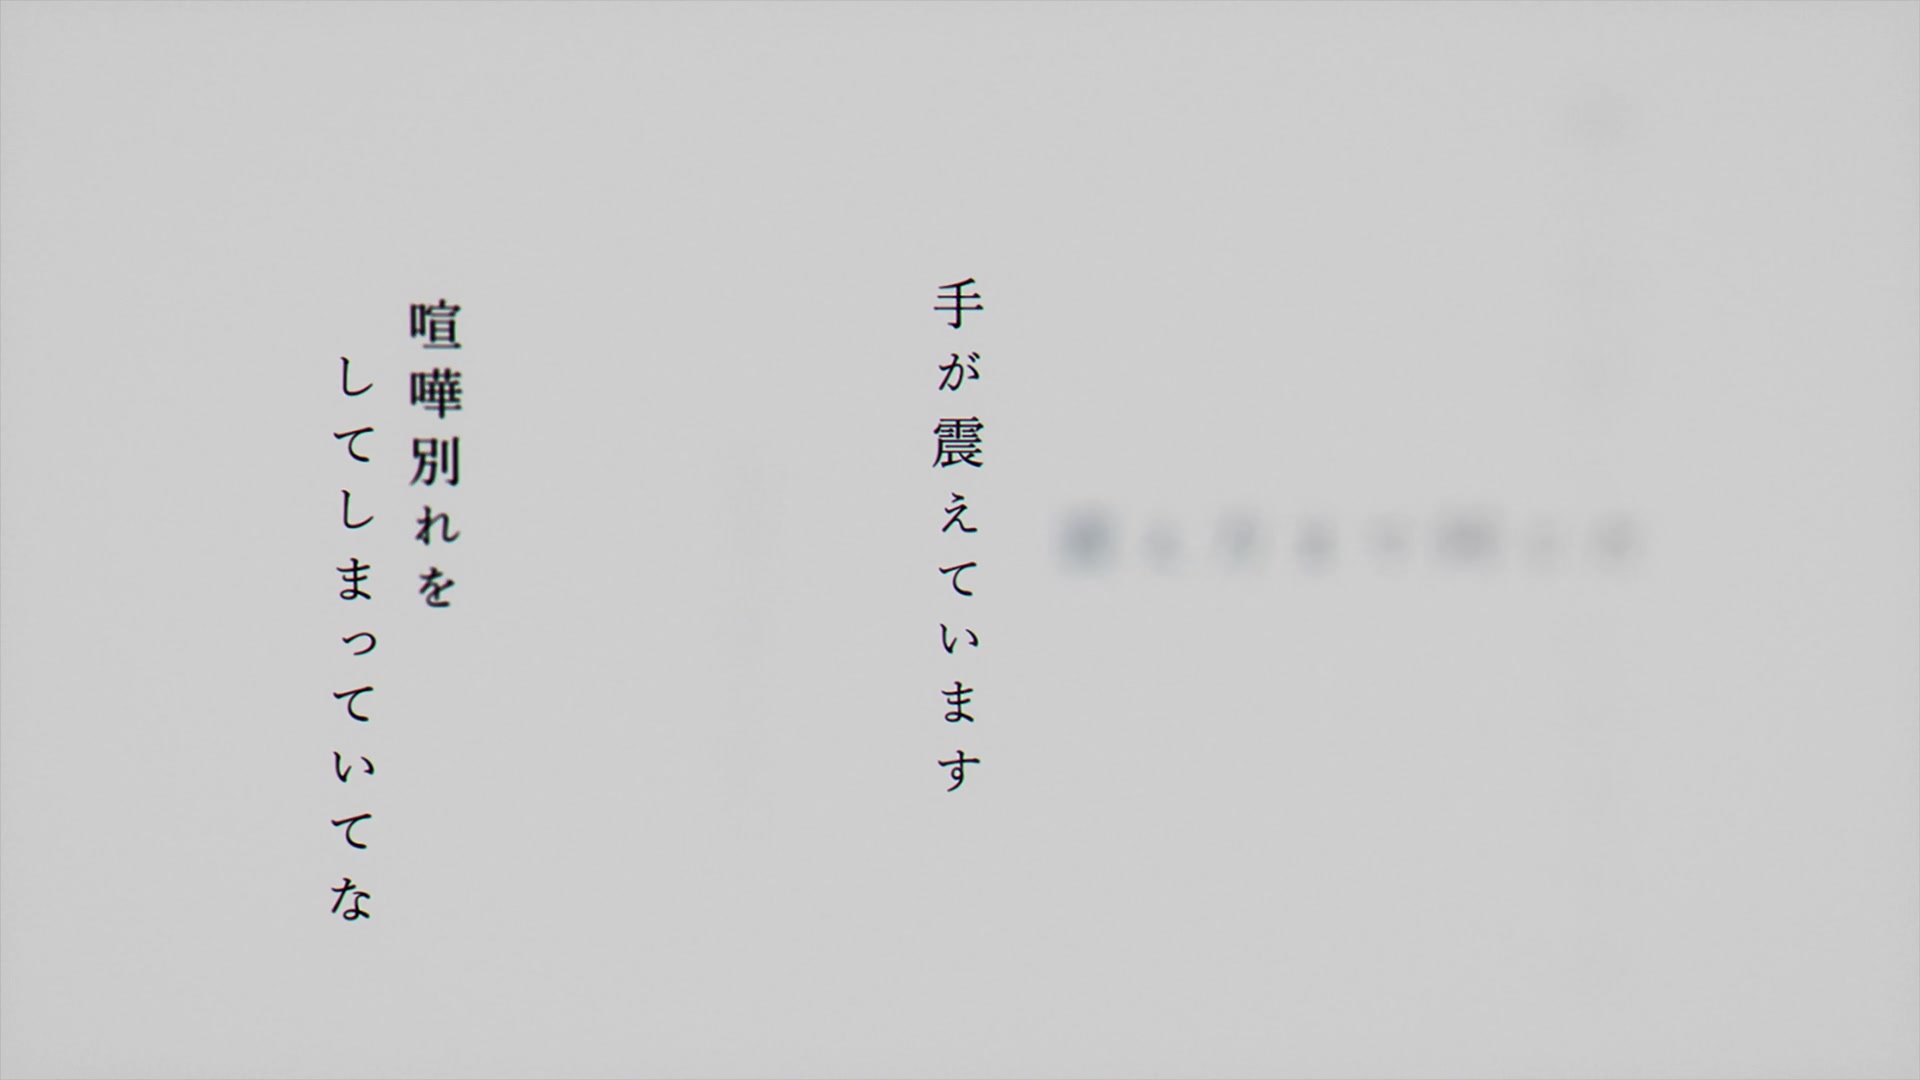 手が震えています
喧嘩別れを
してしまっていてな